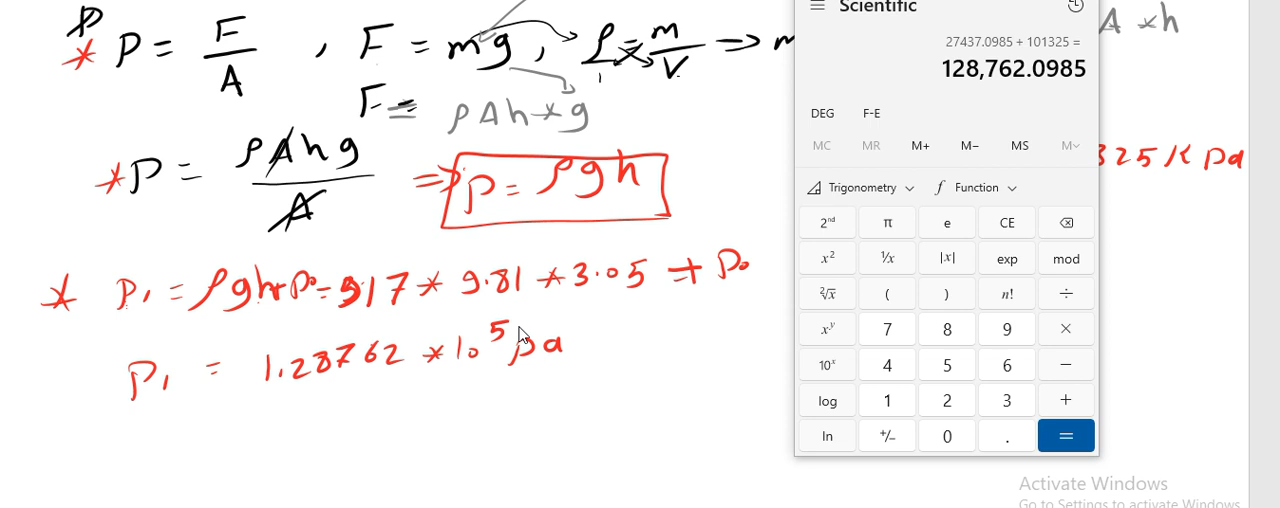 P
* P = F/A , F = mg , ρ = m/V => m
A × h
F = ρAh*g
*P = ρAhg/A => P = ρgh
325 K Pa
* P₁ = ρgh+P₀ = 917 * 9.81 * 3.05 + P₀
P₁ = 1.28762 * 10⁵ pa
Scientific
27437.0985 + 101325 =
128,762.0985
DEG F-E
MC MR M+ M− MS M˅
Trigonometry f Function
2ⁿᵈ π e CE
x² ¹/x |x| exp mod
²√x ( ) n! ÷
xʸ 7 8 9 ×
10ˣ 4 5 6 −
log 1 2 3 +
ln +/− 0 . =
Activate Windows
Go to Settings to activate Windows